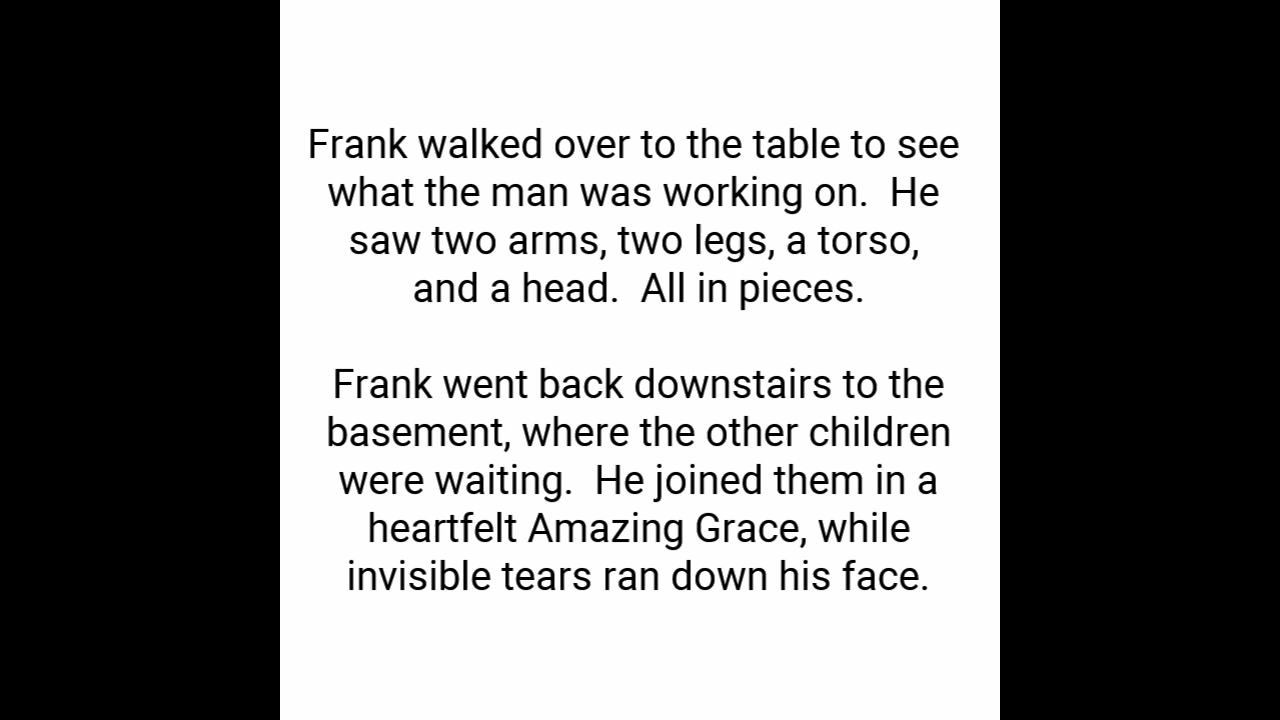 Frank walked over to the table to see
what the man was working on.  He
saw two arms, two legs, a torso,
and a head.  All in pieces.
Frank went back downstairs to the
basement, where the other children
were waiting.  He joined them in a
heartfelt Amazing Grace, while
invisible tears ran down his face.